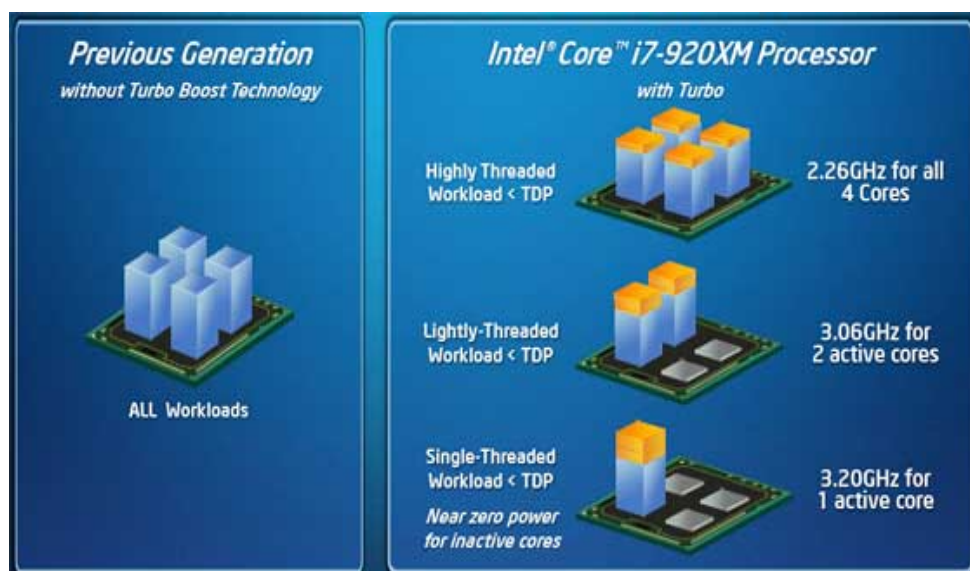 Previous Generation
without Turbo Boost Technology
ALL Workloads
Intel® Core™ i7-920XM Processor
with Turbo
Highly Threaded
Workload < TDP
2.26GHz for all
4 Cores
Lightly-Threaded
Workload < TDP
3.06GHz for
2 active cores
Single-Threaded
Workload < TDP
Near zero power
for inactive cores
3.20GHz for
1 active core